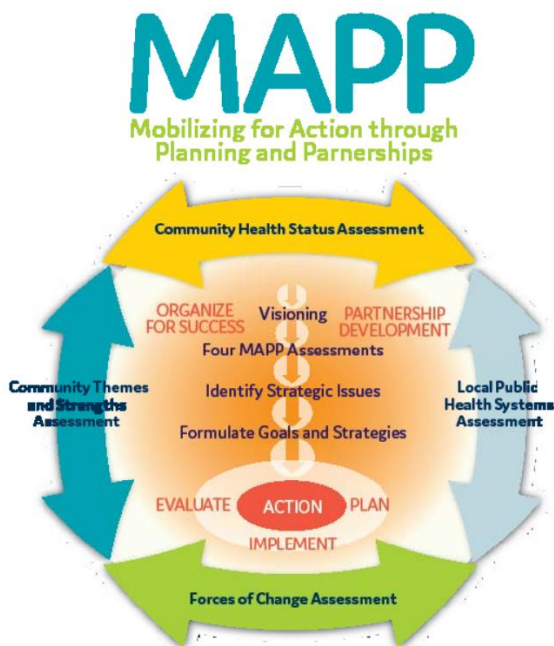 MAPP
Mobilizing for Action through
Planning and Parnerships
Community Health Status Assessment
ORGANIZE
FOR SUCCESS
Visioning
PARTNERSHIP
DEVELOPMENT
Four MAPP Assessments
Community Themes
and Strengths
Assessment
Identify Strategic Issues
Local Public
Health Systems
Assessment
Formulate Goals and Strategies
EVALUATE
ACTION
PLAN
IMPLEMENT
Forces of Change Assessment